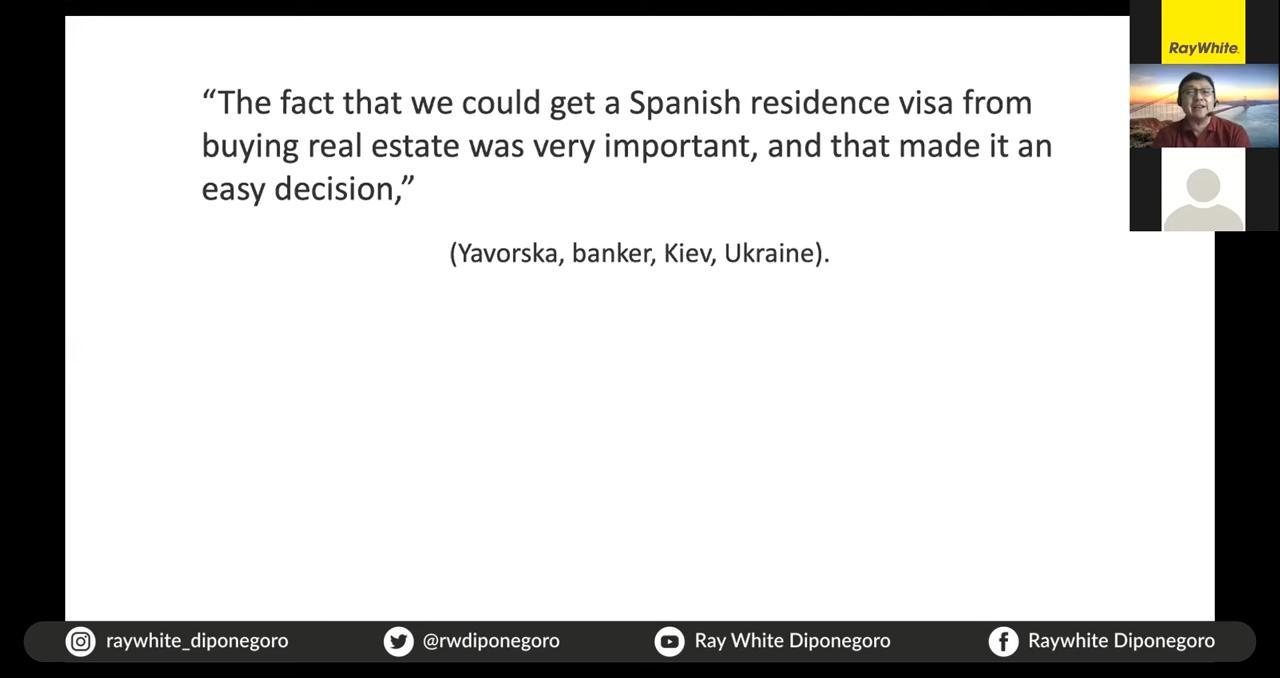 “The fact that we could get a Spanish residence visa from
buying real estate was very important, and that made it an
easy decision,”
(Yavorska, banker, Kiev, Ukraine).
RayWhite.
raywhite_diponegoro
@rwdiponegoro
Ray White Diponegoro
Raywhite Diponegoro